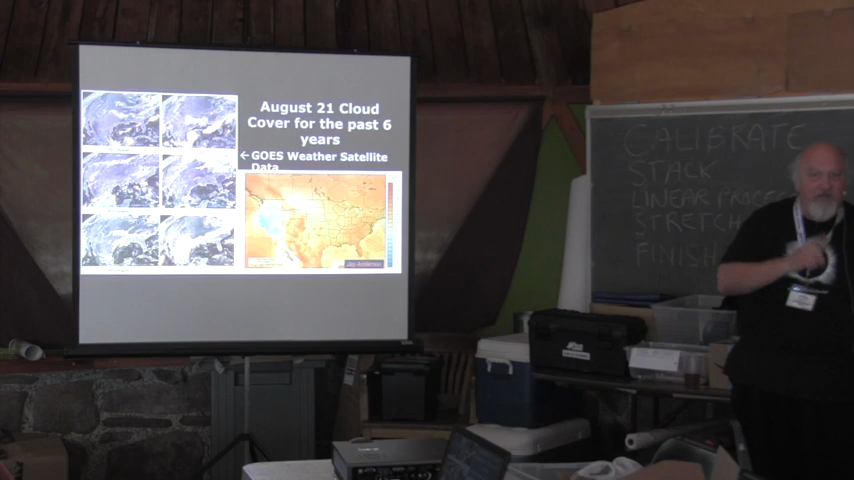 August 21 Cloud
Cover for the past 6
years
← GOES Weather Satellite
Data
Jay Anderson
CALIBRATE
STACK
LINEAR PROCESS
STRETCH
FINISH